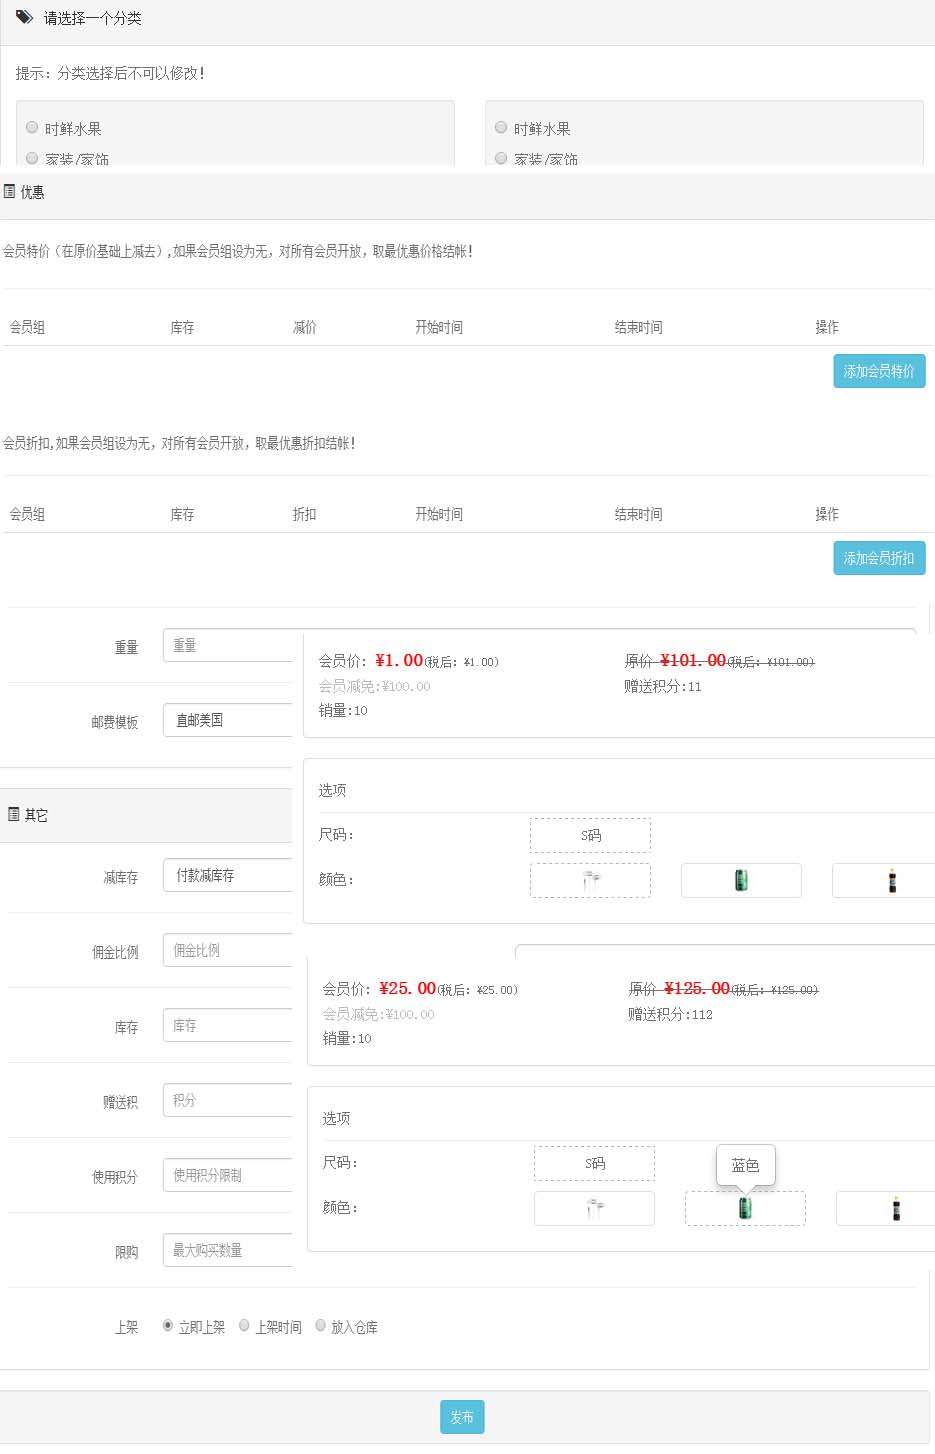 请选择一个分类
提示：分类选择后不可以修改！
时鲜水果 时鲜水果
家装/家饰 家装/家饰
优惠
会员特价（在原价基础上减去）,如果会员组设为无，对所有会员开放，取最优惠价格结帐！
会员组 库存 减价 开始时间 结束时间 操作
添加会员特价
会员折扣,如果会员组设为无，对所有会员开放，取最优惠折扣结帐！
会员组 库存 折扣 开始时间 结束时间 操作
添加会员折扣
重量 重量
邮费模板 直邮美国
会员价: ¥1.00(税后: ¥1.00) 原价 ¥101.00(税后: ¥101.00)
会员减免:¥100.00 赠送积分:11
销量:10
选项
尺码: S码
颜色:
其它
减库存 付款减库存
佣金比例 佣金比例
库存 库存
赠送积 积分
使用积分 使用积分限制
限购 最大购买数量
会员价: ¥25.00(税后: ¥25.00) 原价 ¥125.00(税后: ¥125.00)
会员减免:¥100.00 赠送积分:112
销量:10
选项
尺码: S码 蓝色
颜色:
上架 立即上架 上架时间 放入仓库
发布